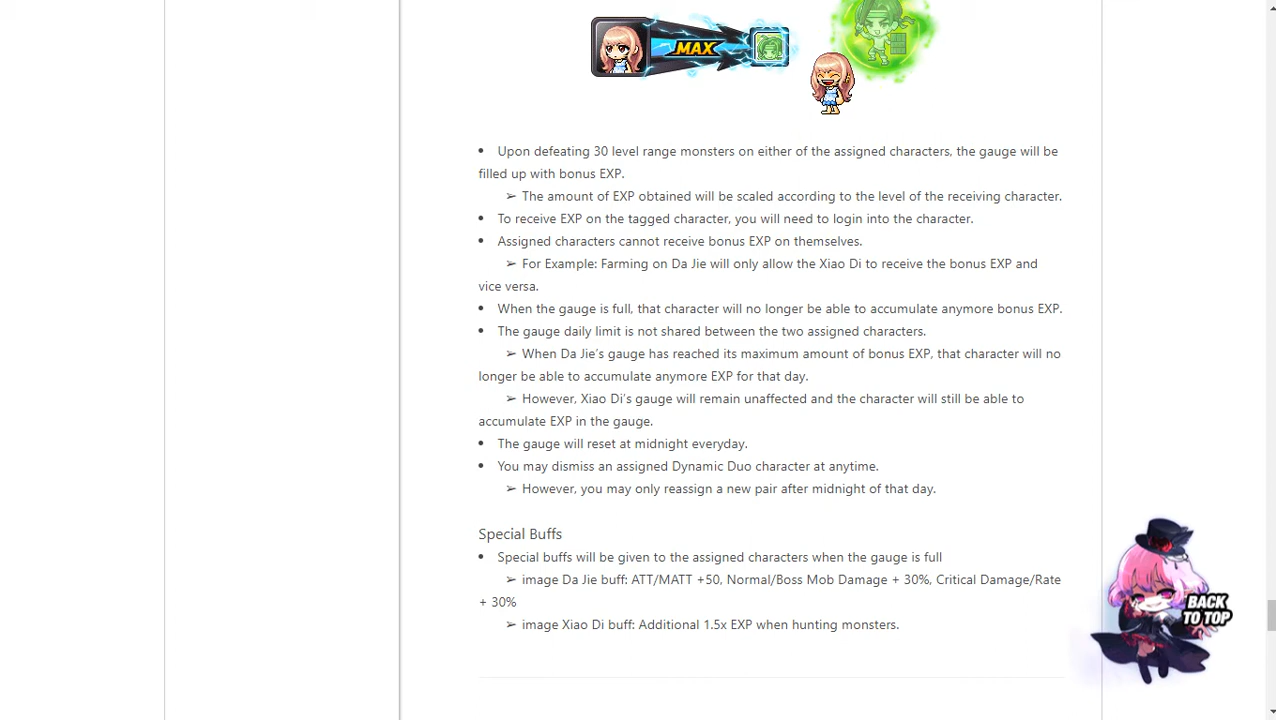 MAX
• Upon defeating 30 level range monsters on either of the assigned characters, the gauge will be
filled up with bonus EXP.
➢ The amount of EXP obtained will be scaled according to the level of the receiving character.
• To receive EXP on the tagged character, you will need to login into the character.
• Assigned characters cannot receive bonus EXP on themselves.
➢ For Example: Farming on Da Jie will only allow the Xiao Di to receive the bonus EXP and
vice versa.
• When the gauge is full, that character will no longer be able to accumulate anymore bonus EXP.
• The gauge daily limit is not shared between the two assigned characters.
➢ When Da Jie's gauge has reached its maximum amount of bonus EXP, that character will no
longer be able to accumulate anymore EXP for that day.
➢ However, Xiao Di's gauge will remain unaffected and the character will still be able to
accumulate EXP in the gauge.
• The gauge will reset at midnight everyday.
• You may dismiss an assigned Dynamic Duo character at anytime.
➢ However, you may only reassign a new pair after midnight of that day.
Special Buffs
• Special buffs will be given to the assigned characters when the gauge is full
➢ image Da Jie buff: ATT/MATT +50, Normal/Boss Mob Damage + 30%, Critical Damage/Rate
+ 30%
➢ image Xiao Di buff: Additional 1.5x EXP when hunting monsters.
BACK
TO TOP